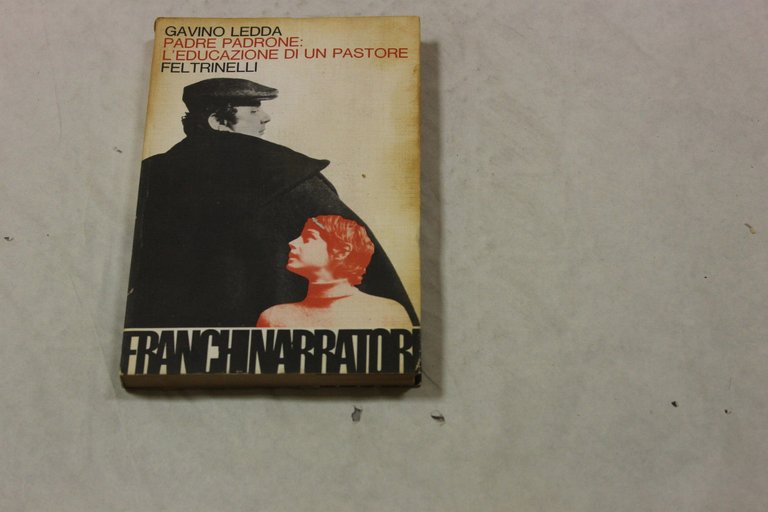 GAVINO LEDDA
PADRE PADRONE:
L'EDUCAZIONE DI UN PASTORE
FELTRINELLI
FRANCHINARRATORI